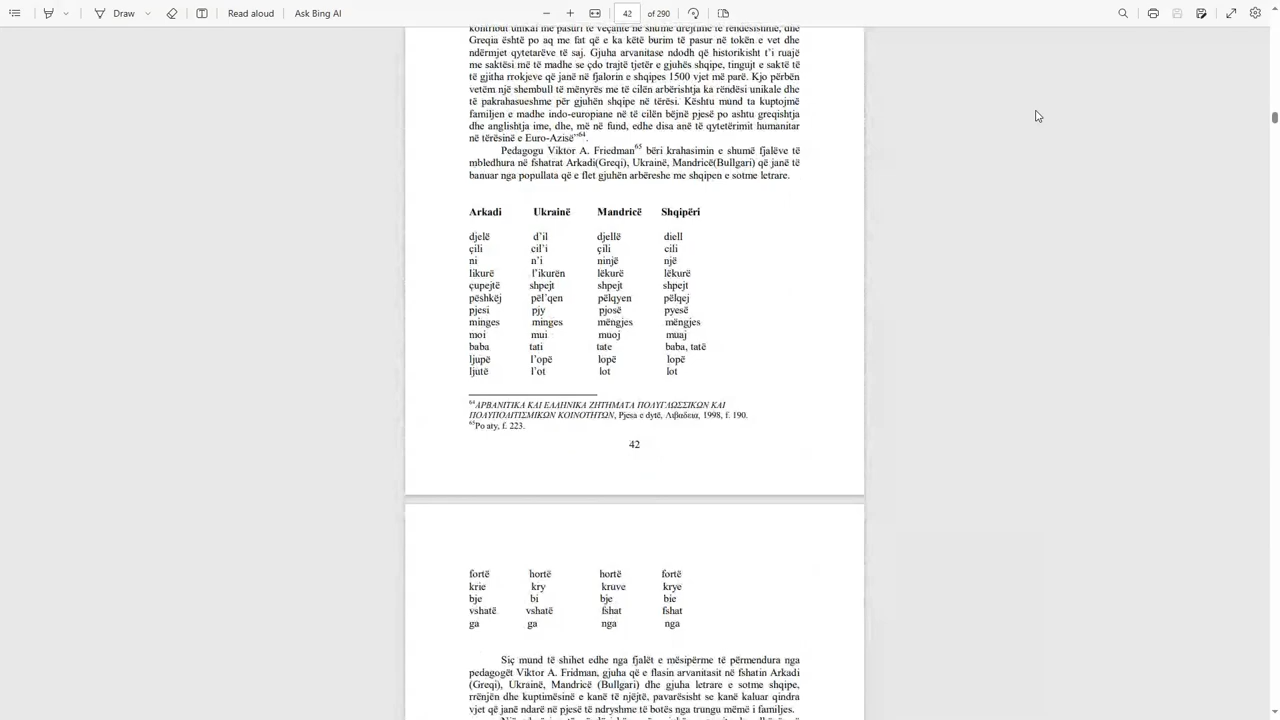 Draw
Read aloud
Ask Bing AI
42 of 290
kontribut unikal me pasuri të veçantë në shumë drejtime të rëndësishme, dhe
Greqia është po aq me fat që e ka këtë burim të pasur në tokën e vet dhe
ndërmjet qytetarëve të saj. Gjuha arvanitase ndodh që historikisht t’i ruajë
me saktësi më të madhe se çdo trajtë tjetër e gjuhës shqipe, tingujt e saktë të
të gjitha rrokjeve që janë në fjalorin e shqipes 1500 vjet më parë. Kjo përbën
vetëm një shembull të mënyrës me të cilën arbërishtja ka rëndësi unikale dhe
të pakrahasueshme për gjuhën shqipe në tërësi. Kështu mund ta kuptojmë
familjen e madhe indo-europiane në të cilën bëjnë pjesë po ashtu greqishtja
dhe anglishtja ime, dhe, më në fund, edhe disa anë të qytetërimit humanitar
në tërësinë e Euro-Azisë”64.
Pedagogu Viktor A. Friedman65 bëri krahasimin e shumë fjalëve të
mbledhura në fshatrat Arkadi(Greqi), Ukrainë, Mandricë(Bullgari) që janë të
banuar nga popullata që e flet gjuhën arbëreshe me shqipen e sotme letrare.
Arkadi Ukrainë Mandricë Shqipëri
djelë d’il djellë diell
çili cil’i çili cili
ni n’i ninjë një
likurë l’ikurën lëkurë lëkurë
çupejtë shpejt shpejt shpejt
pëshkëj pël’qen pëlqyen pëlqej
pjesi pjy pjosë pyesë
minges minges mëngjes mëngjes
moi mui muoj muaj
baba tati tate baba, tatë
ljupë l’opë lopë lopë
ljutë l’ot lot lot
64ΑΡΒΑΝΙΤΙΚΑ ΚΑΙ ΕΛΛΗΝΙΚΑ ΖΗΤΗΜΑΤΑ ΠΟΛΥΓΛΩΣΣΙΚΩΝ ΚΑΙ
ΠΟΛΥΠΟΛΙΤΙΣΜΙΚΩΝ ΚΟΙΝΟΤΗΤΩΝ, Pjesa e dytë, Λιβαδεια, 1998, f. 190.
65Po aty, f. 223.
42
fortë hortë hortë fortë
krie kry kruve krye
bje bi bje bie
vshatë vshatë fshat fshat
ga ga nga nga
Siç mund të shihet edhe nga fjalët e mësipërme të përmendura nga
pedagogët Viktor A. Fridman, gjuha që e flasin arvanitasit në fshatin Arkadi
(Greqi), Ukrainë, Mandricë (Bullgari) dhe gjuha letrare e sotme shqipe,
rrënjën dhe kuptimësinë e kanë të njëjtë, pavarësisht se kanë kaluar qindra
vjet që janë ndarë në pjesë të ndryshme të botës nga trungu mëmë i familjes.